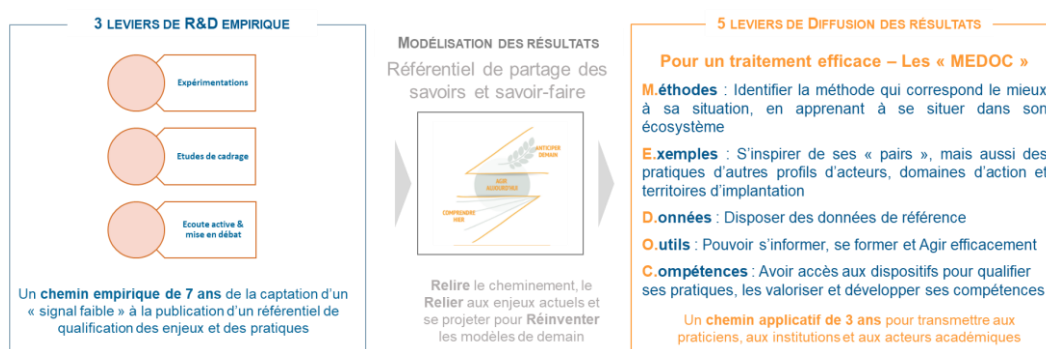 3 LEVIERS DE R&D EMPIRIQUE
Expérimentations
Etudes de cadrage
Ecoute active &
mise en débat
Un chemin empirique de 7 ans de la captation d'un
« signal faible » à la publication d'un référentiel de
qualification des enjeux et des pratiques
MODÉLISATION DES RÉSULTATS
Référentiel de partage des
savoirs et savoir-faire
ANTICIPER
DEMAIN
AGIR
AUJOURD'HUI
COMPRENDRE
HIER
Relire le cheminement, le
Relier aux enjeux actuels et
se projeter pour Réinventer
les modèles de demain
5 LEVIERS DE DIFFUSION DES RÉSULTATS
Pour un traitement efficace – Les « MEDOC »
M.éthodes : Identifier la méthode qui correspond le mieux
à sa situation, en apprenant à se situer dans son
écosystème
E.xemples : S'inspirer de ses « pairs », mais aussi des
pratiques d'autres profils d'acteurs, domaines d'action et
territoires d'implantation
D.onnées : Disposer des données de référence
O.utils : Pouvoir s'informer, se former et Agir efficacement
C.ompétences : Avoir accès aux dispositifs pour qualifier
ses pratiques, les valoriser et développer ses compétences
Un chemin applicatif de 3 ans pour transmettre aux
praticiens, aux institutions et aux acteurs académiques